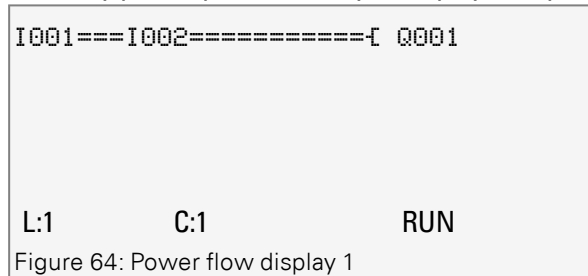 I001===I002===========-[ Q001
L:1 C:1 RUN
Figure 64: Power flow display 1